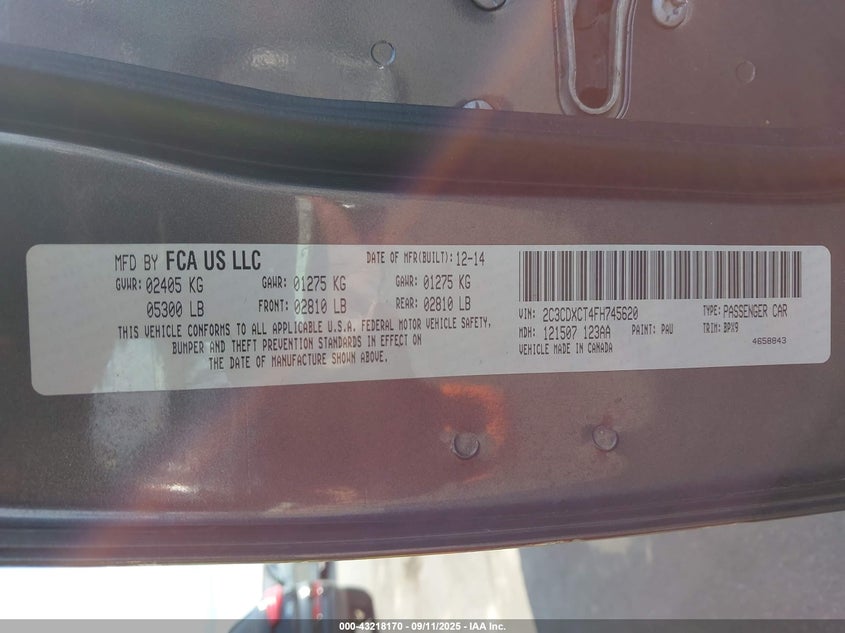 MFD BY FCA US LLC
DATE OF MFR(BUILT): 12-14
GVWR: 02405 KG
GAWR: 01275 KG
GAWR: 01275 KG
05300 LB
FRONT: 02810 LB
REAR: 02810 LB
THIS VEHICLE CONFORMS TO ALL APPLICABLE U.S.A. FEDERAL MOTOR VEHICLE SAFETY,
BUMPER AND THEFT PREVENTION STANDARDS IN EFFECT ON
THE DATE OF MANUFACTURE SHOWN ABOVE.
VIN: 2C3CDXCT4FH745620
TYPE: PASSENGER CAR
MDH: 121507 123AA
PAINT: PAU
TRIM: BPX9
VEHICLE MADE IN CANADA
4658843
000-43218170 - 09/11/2025 - IAA Inc.